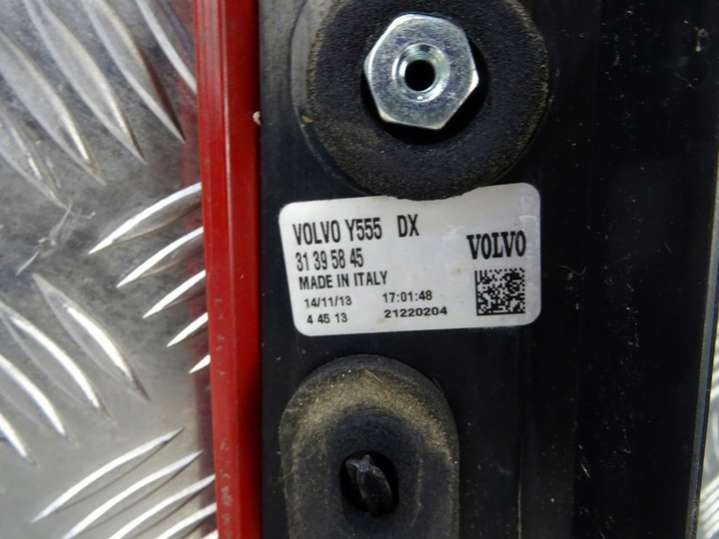 VOLVO Y555 DX
31 39 58 45
VOLVO
MADE IN ITALY
14/11/13 17:01:48
4 45 13 21220204